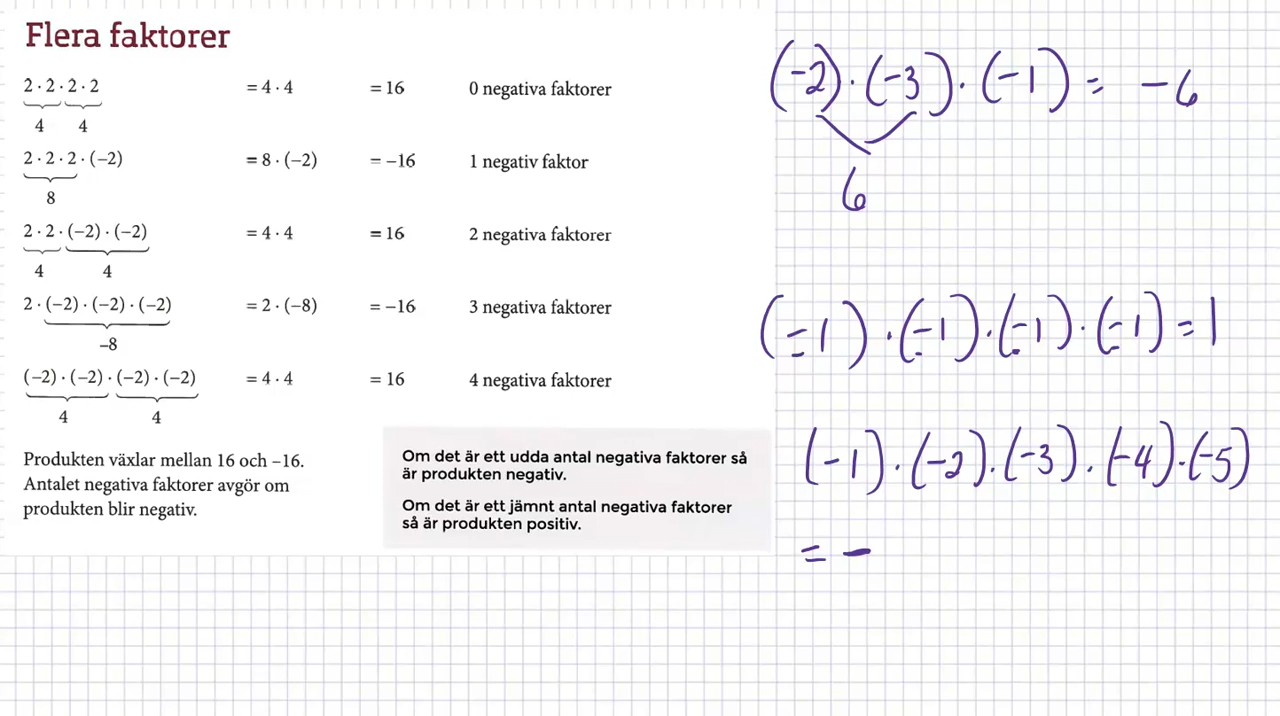 Flera faktorer
2 · 2 · 2 · 2 = 4 · 4 = 16 0 negativa faktorer
4 4
2 · 2 · 2 · (−2) = 8 · (−2) = −16 1 negativ faktor
8
2 · 2 · (−2) · (−2) = 4 · 4 = 16 2 negativa faktorer
4 4
2 · (−2) · (−2) · (−2) = 2 · (−8) = −16 3 negativa faktorer
−8
(−2) · (−2) · (−2) · (−2) = 4 · 4 = 16 4 negativa faktorer
4 4
Produkten växlar mellan 16 och −16.
Antalet negativa faktorer avgör om
produkten blir negativ.
Om det är ett udda antal negativa faktorer så
är produkten negativ.
Om det är ett jämnt antal negativa faktorer
så är produkten positiv.
(-2) · (-3) · (-1) = -6
6
(-1) · (-1) · (-1) · (-1) = 1
(-1) · (-2) · (-3) · (-4) · (-5)
= -